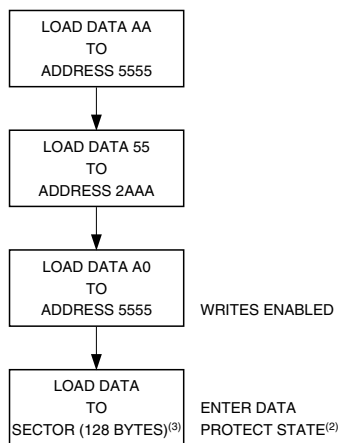 LOAD DATA AA
TO
ADDRESS 5555
LOAD DATA 55
TO
ADDRESS 2AAA
LOAD DATA A0
TO
ADDRESS 5555
WRITES ENABLED
LOAD DATA
TO
SECTOR (128 BYTES)(3)
ENTER DATA
PROTECT STATE(2)